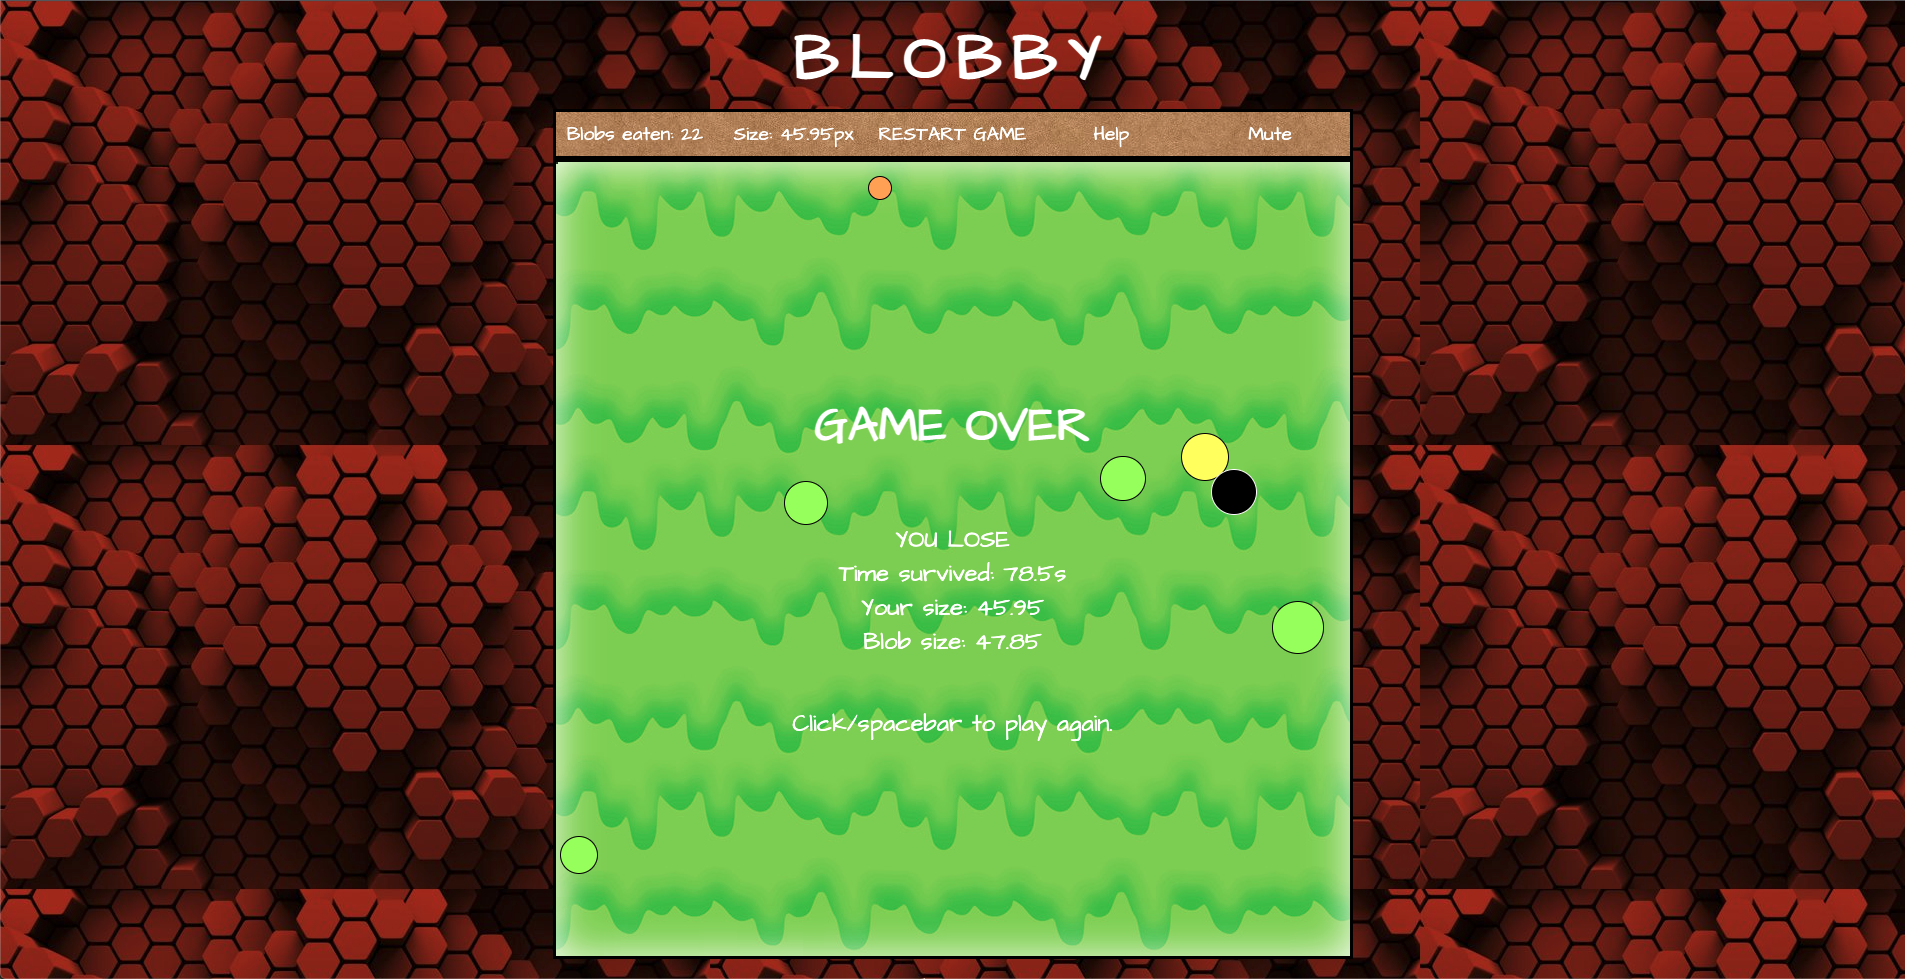 BLOBBY
Blobs eaten: 22 Size: 45.95px RESTART GAME Help Mute
GAME OVER
YOU LOSE
Time survived: 78.5s
Your size: 45.95
Blob size: 47.85
Click/spacebar to play again.